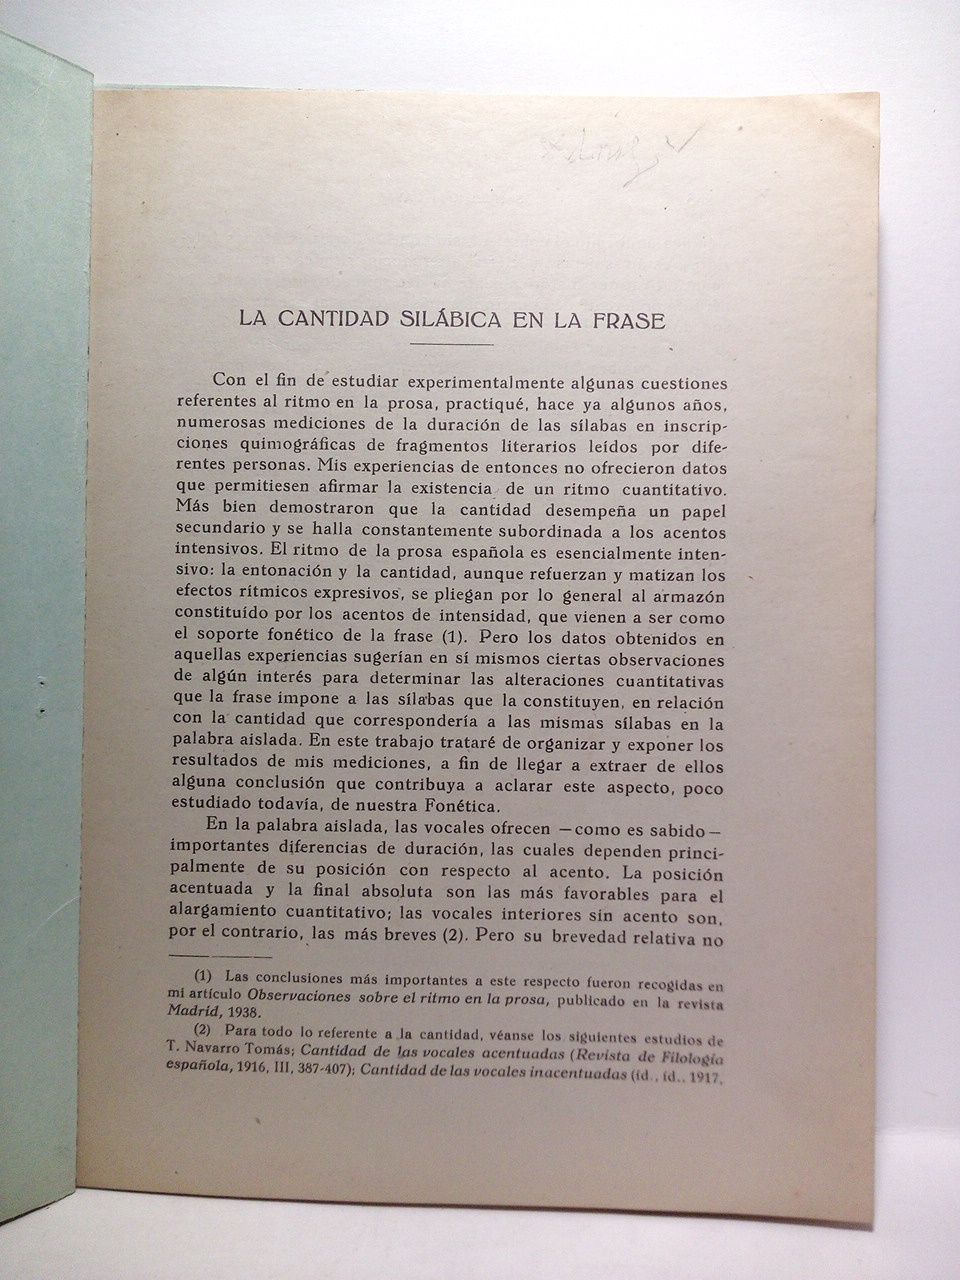 LA CANTIDAD SILÁBICA EN LA FRASE
Con el fin de estudiar experimentalmente algunas cuestiones
referentes al ritmo en la prosa, practiqué, hace ya algunos años,
numerosas mediciones de la duración de las sílabas en inscrip-
ciones quimográficas de fragmentos literarios leídos por dife-
rentes personas. Mis experiencias de entonces no ofrecieron datos
que permitiesen afirmar la existencia de un ritmo cuantitativo.
Más bien demostraron que la cantidad desempeña un papel
secundario y se halla constantemente subordinada a los acentos
intensivos. El ritmo de la prosa española es esencialmente inten-
sivo: la entonación y la cantidad, aunque refuerzan y matizan los
efectos rítmicos expresivos, se pliegan por lo general al armazón
constituído por los acentos de intensidad, que vienen a ser como
el soporte fonético de la frase (1). Pero los datos obtenidos en
aquellas experiencias sugerían en sí mismos ciertas observaciones
de algún interés para determinar las alteraciones cuantitativas
que la frase impone a las sílabas que la constituyen, en relación
con la cantidad que correspondería a las mismas sílabas en la
palabra aislada. En este trabajo trataré de organizar y exponer los
resultados de mis mediciones, a fin de llegar a extraer de ellos
alguna conclusión que contribuya a aclarar este aspecto, poco
estudiado todavía, de nuestra Fonética.
En la palabra aislada, las vocales ofrecen —como es sabido—
importantes diferencias de duración, las cuales dependen princi-
palmente de su posición con respecto al acento. La posición
acentuada y la final absoluta son las más favorables para el
alargamiento cuantitativo; las vocales interiores sin acento son,
por el contrario, las más breves (2). Pero su brevedad relativa no
(1) Las conclusiones más importantes a este respecto fueron recogidas en
mi artículo Observaciones sobre el ritmo en la prosa, publicado en la revista
Madrid, 1938.
(2) Para todo lo referente a la cantidad, véanse los siguientes estudios de
T. Navarro Tomás; Cantidad de las vocales acentuadas (Revista de Filología
española, 1916, III, 387-407); Cantidad de las vocales inacentuadas (íd., íd., 1917,